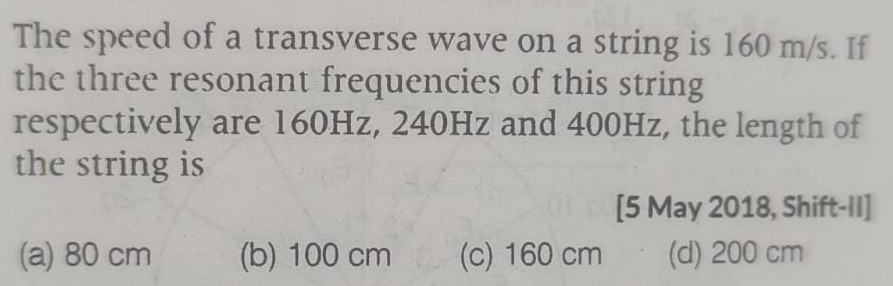 The speed of a transverse wave on a string is 160 m/s. If
the three resonant frequencies of this string
respectively are 160Hz, 240Hz and 400Hz, the length of
the string is
[5 May 2018, Shift-II]
(a) 80 cm (b) 100 cm (c) 160 cm (d) 200 cm